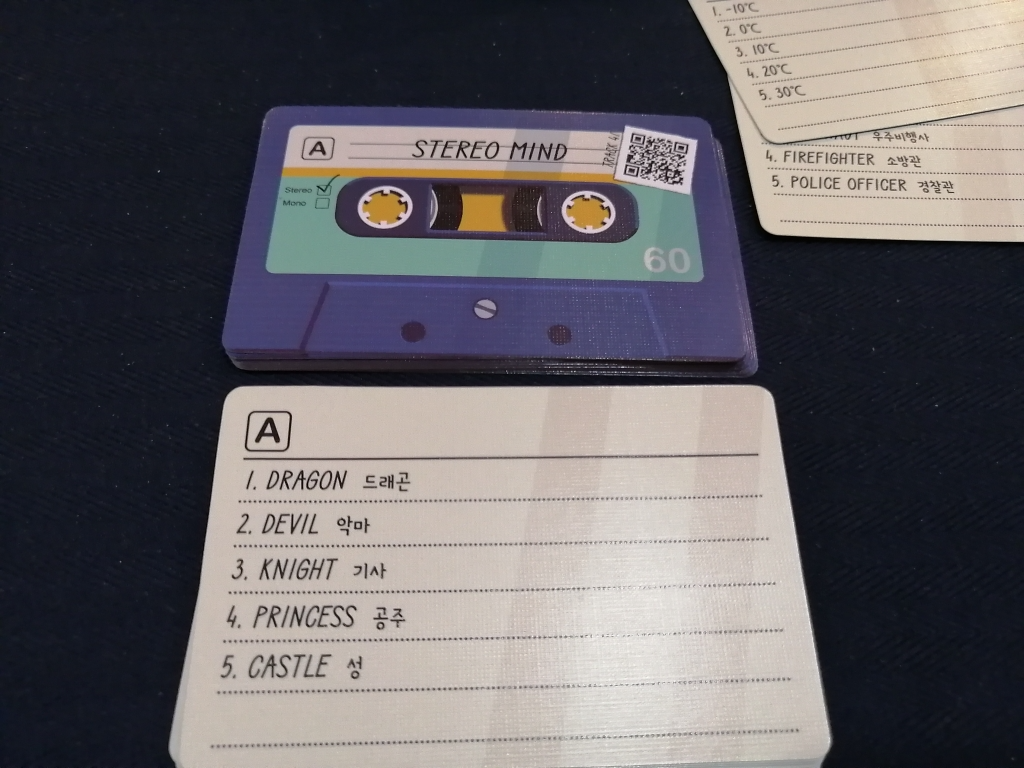 1. -10°C
2. 0°C
3. 10°C
4. 20°C
5. 30°C
우주비행사
4. FIREFIGHTER 소방관
5. POLICE OFFICER 경찰관
A STEREO MIND
Stereo
Mono
60
A
1. DRAGON 드래곤
2. DEVIL 악마
3. KNIGHT 기사
4. PRINCESS 공주
5. CASTLE 성